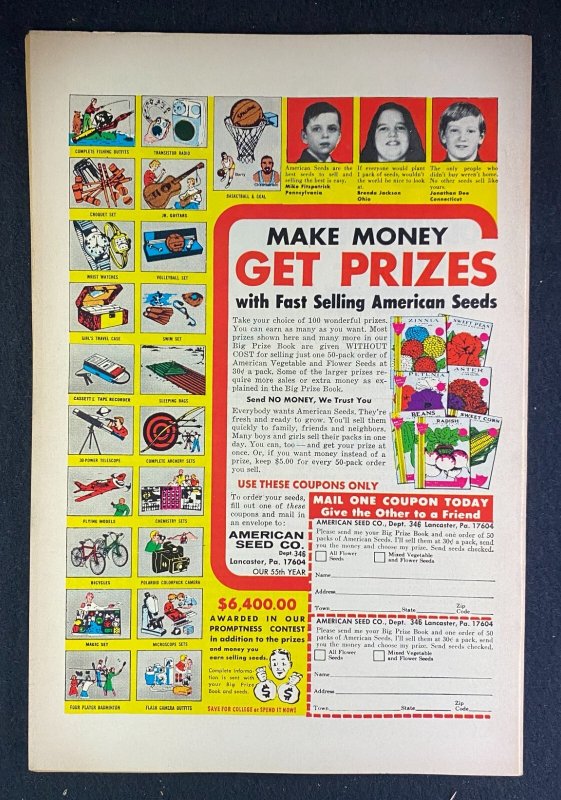 COMPLETE FISHING OUTFITS
TRANSISTOR RADIO
CROQUET SET
JR. GUITARS
BASKETBALL & GOAL
American Seeds are the
best seeds to sell and
selling the best is easy.
Mike Fitzpatrick
Pennsylvania
If everyone would plant
1 pack of seeds, wouldn't
the world be nice to look
at.
Brenda Jackson
Ohio
The only people who
didn't buy weren't home.
No other seeds sell like
yours.
Jonathan Dee
Connecticut
WRIST WATCHES
VOLLEYBALL SET
GIRL'S TRAVEL CASE
SWIM SET
CASSETTE TAPE RECORDER
SLEEPING BAGS
30-POWER TELESCOPE
COMPLETE ARCHERY SETS
FLYING MODELS
CHEMISTRY SETS
BICYCLES
POLAROID COLORPACK CAMERA
MAGIC SET
MICROSCOPE SETS
FOUR PLAYER BADMINTON
FLASH CAMERA OUTFITS
MAKE MONEY
GET PRIZES
with Fast Selling American Seeds
Take your choice of 100 wonderful prizes.
You can earn as many as you want. Most
prizes shown here and many more in our
Big Prize Book are given WITHOUT
COST for selling just one 50-pack order of
American Vegetable and Flower Seeds at
30¢ a pack. Some of the larger prizes re-
quire more sales or extra money as ex-
plained in the Big Prize Book.
Send NO MONEY, We Trust You
Everybody wants American Seeds. They're
fresh and ready to grow. You'll sell them
quickly to family, friends and neighbors.
Many boys and girls sell their packs in one
day. You can, too — and get your prize at
once. Or, if you want money instead of a
prize, keep $5.00 for every 50-pack order
you sell.
ZINNIA
SWEET PEAS
PETUNIA
ASTER
BEANS
RADISH
SWEET CORN
USE THESE COUPONS ONLY
To order your seeds,
fill out one of these
coupons and mail in
an envelope to:
AMERICAN
SEED CO.
Dept. 346
Lancaster, Pa. 17604
OUR 55th YEAR
MAIL ONE COUPON TODAY
Give the Other to a Friend
AMERICAN SEED CO., Dept. 346 Lancaster, Pa. 17604
Please send me your Big Prize Book and one order of 50
packs of American Seeds. I'll sell them at 30¢ a pack, send
you the money and choose my prize. Send seeds checked.
All Flower
Seeds
Mixed Vegetable
and Flower Seeds
Name
Address
Town State Zip
Code
AMERICAN SEED CO., Dept. 346 Lancaster, Pa. 17604
Please send me your Big Prize Book and one order of 50
packs of American Seeds. I'll sell them at 30¢ a pack, send
you the money and choose my prize. Send seeds checked.
All Flower
Seeds
Mixed Vegetable
and Flower Seeds
Name
Address
Town State Zip
Code
$6,400.00
AWARDED IN OUR
PROMPTNESS CONTEST
In addition to the prizes
and money you
earn selling seeds.
Complete informa-
tion is sent with
your Big Prize
Book and seeds.
SAVE FOR COLLEGE or SPEND IT NOW!